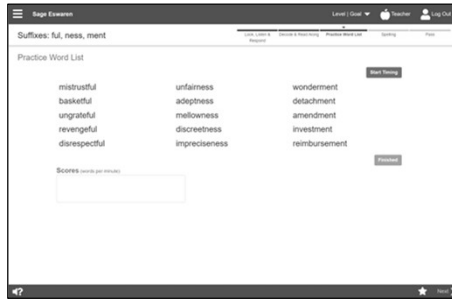 Sage Eswaren
Level | Goal
Teacher
Log Out
Suffixes: ful, ness, ment
Look, Listen & Respond
Decode & Read Along
Practice Word List
Spelling
Pass
Practice Word List
Start Timing
mistrustful unfairness wonderment
basketful adeptness detachment
ungrateful mellowness amendment
revengeful discreetness investment
disrespectful impreciseness reimbursement
Finished
Scores (words per minute)
Next